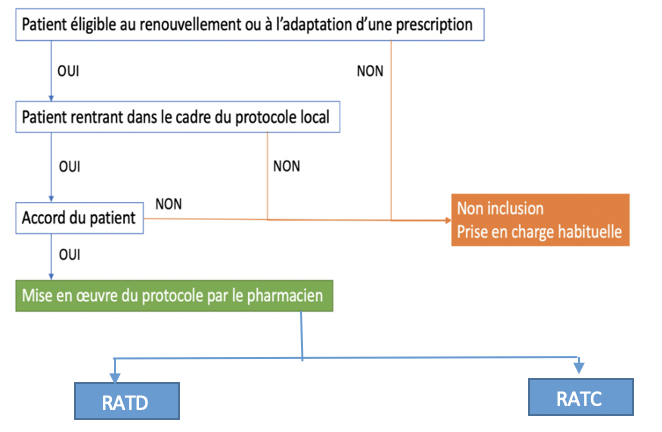 Patient éligible au renouvellement ou à l’adaptation d’une prescription
OUI
NON
Patient rentrant dans le cadre du protocole local
OUI
NON
Accord du patient
NON
Non inclusion
Prise en charge habituelle
OUI
Mise en œuvre du protocole par le pharmacien
RATD
RATC